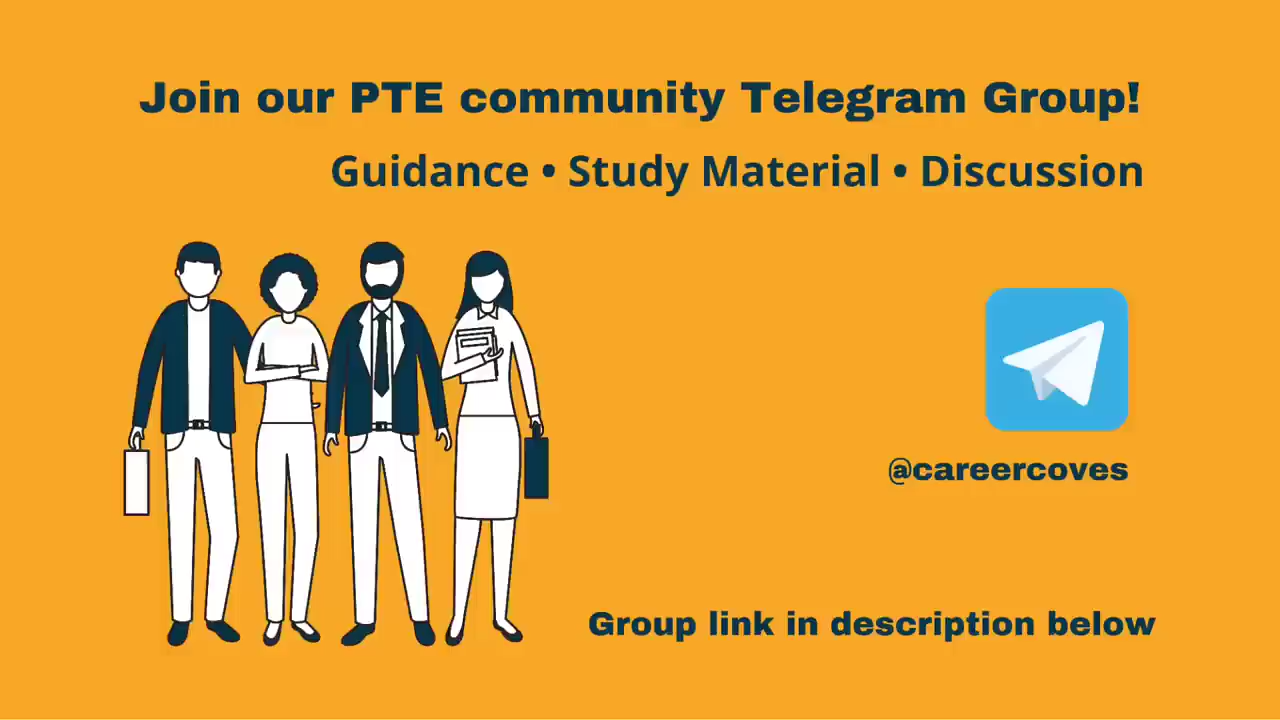 Join our PTE community Telegram Group!
Guidance • Study Material • Discussion
@careercoves
Group link in description below